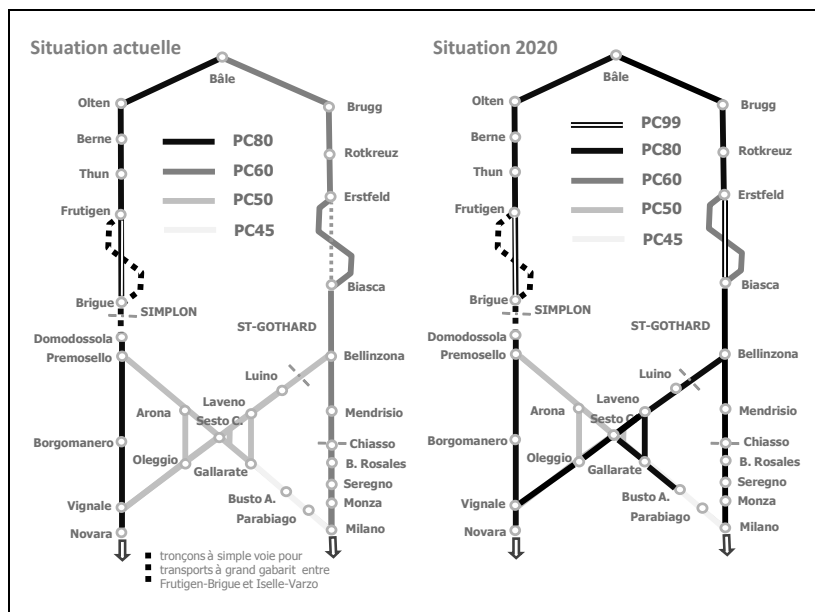 Situation actuelle
Bâle
Olten
Brugg
Berne
PC80
Rotkreuz
Thun
PC60
PC50
Erstfeld
Frutigen
PC45
Biasca
Brigue
SIMPLON
ST-GOTHARD
Domodossola
Premosello
Bellinzona
Luino
Laveno
Arona
Sesto C.
Mendrisio
Borgomanero
Chiasso
Oleggio
B. Rosales
Gallarate
Seregno
Busto A.
Vignale
Monza
Parabiago
Novara
Milano
tronçons à simple voie pour
transports à grand gabarit entre
Frutigen-Brigue et Iselle-Varzo
Situation 2020
Bâle
Olten
Brugg
PC99
Berne
PC80
Rotkreuz
Thun
PC60
Erstfeld
Frutigen
PC50
PC45
Biasca
Brigue
SIMPLON
ST-GOTHARD
Domodossola
Premosello
Bellinzona
Luino
Laveno
Arona
Sesto C.
Mendrisio
Borgomanero
Chiasso
Oleggio
B. Rosales
Gallarate
Seregno
Busto A.
Vignale
Monza
Parabiago
Novara
Milano